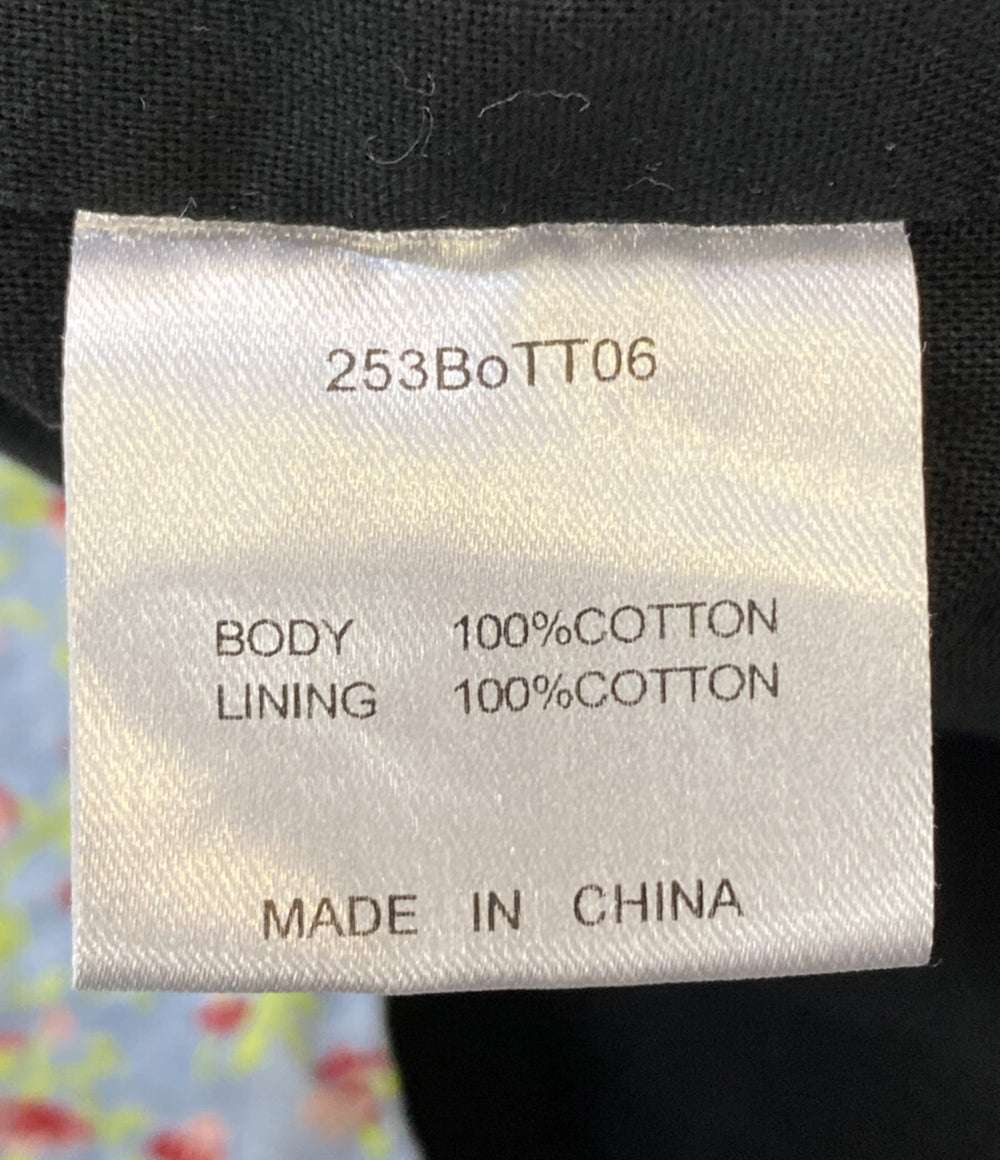 253BoTT06
BODY 100%COTTON
LINING 100%COTTON
MADE IN CHINA